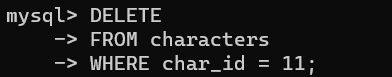 mysql> DELETE
    -> FROM characters
    -> WHERE char_id = 11;